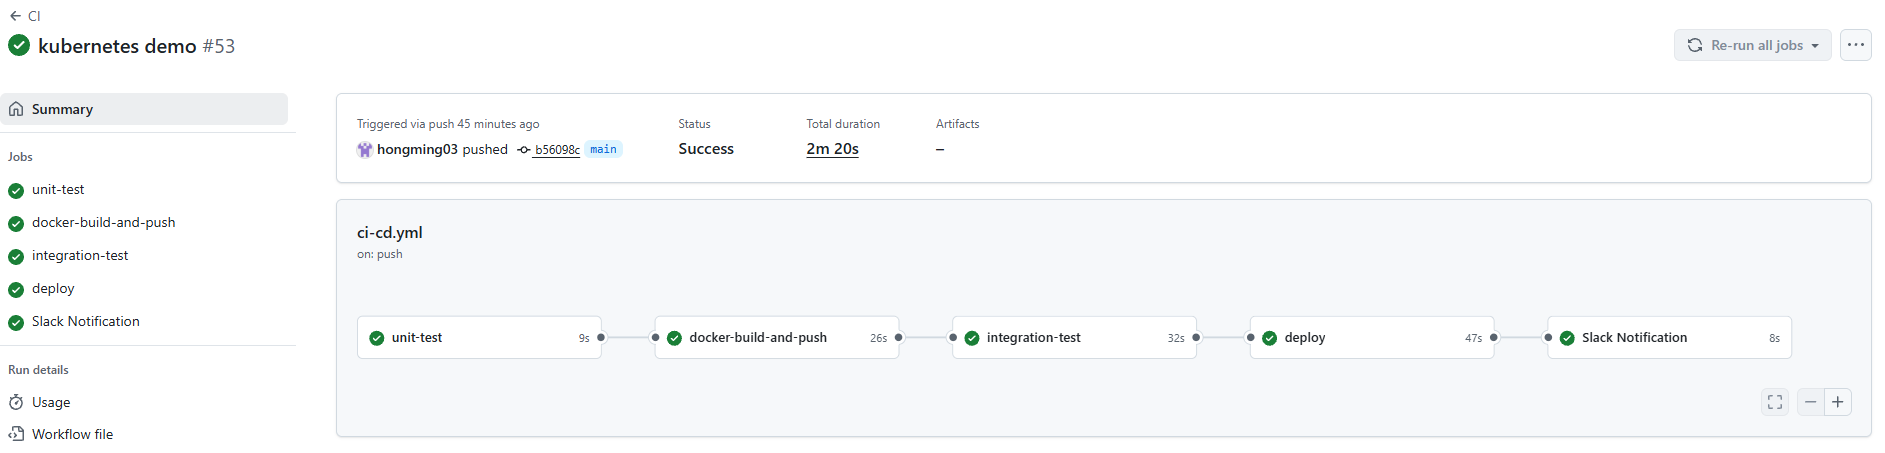 CI
kubernetes demo #53
Re-run all jobs
Summary
Jobs
unit-test
docker-build-and-push
integration-test
deploy
Slack Notification
Run details
Usage
Workflow file
Triggered via push 45 minutes ago
hongming03 pushed b56098c main
Status
Success
Total duration
2m 20s
Artifacts
–
ci-cd.yml
on: push
unit-test 9s
docker-build-and-push 26s
integration-test 32s
deploy 47s
Slack Notification 8s